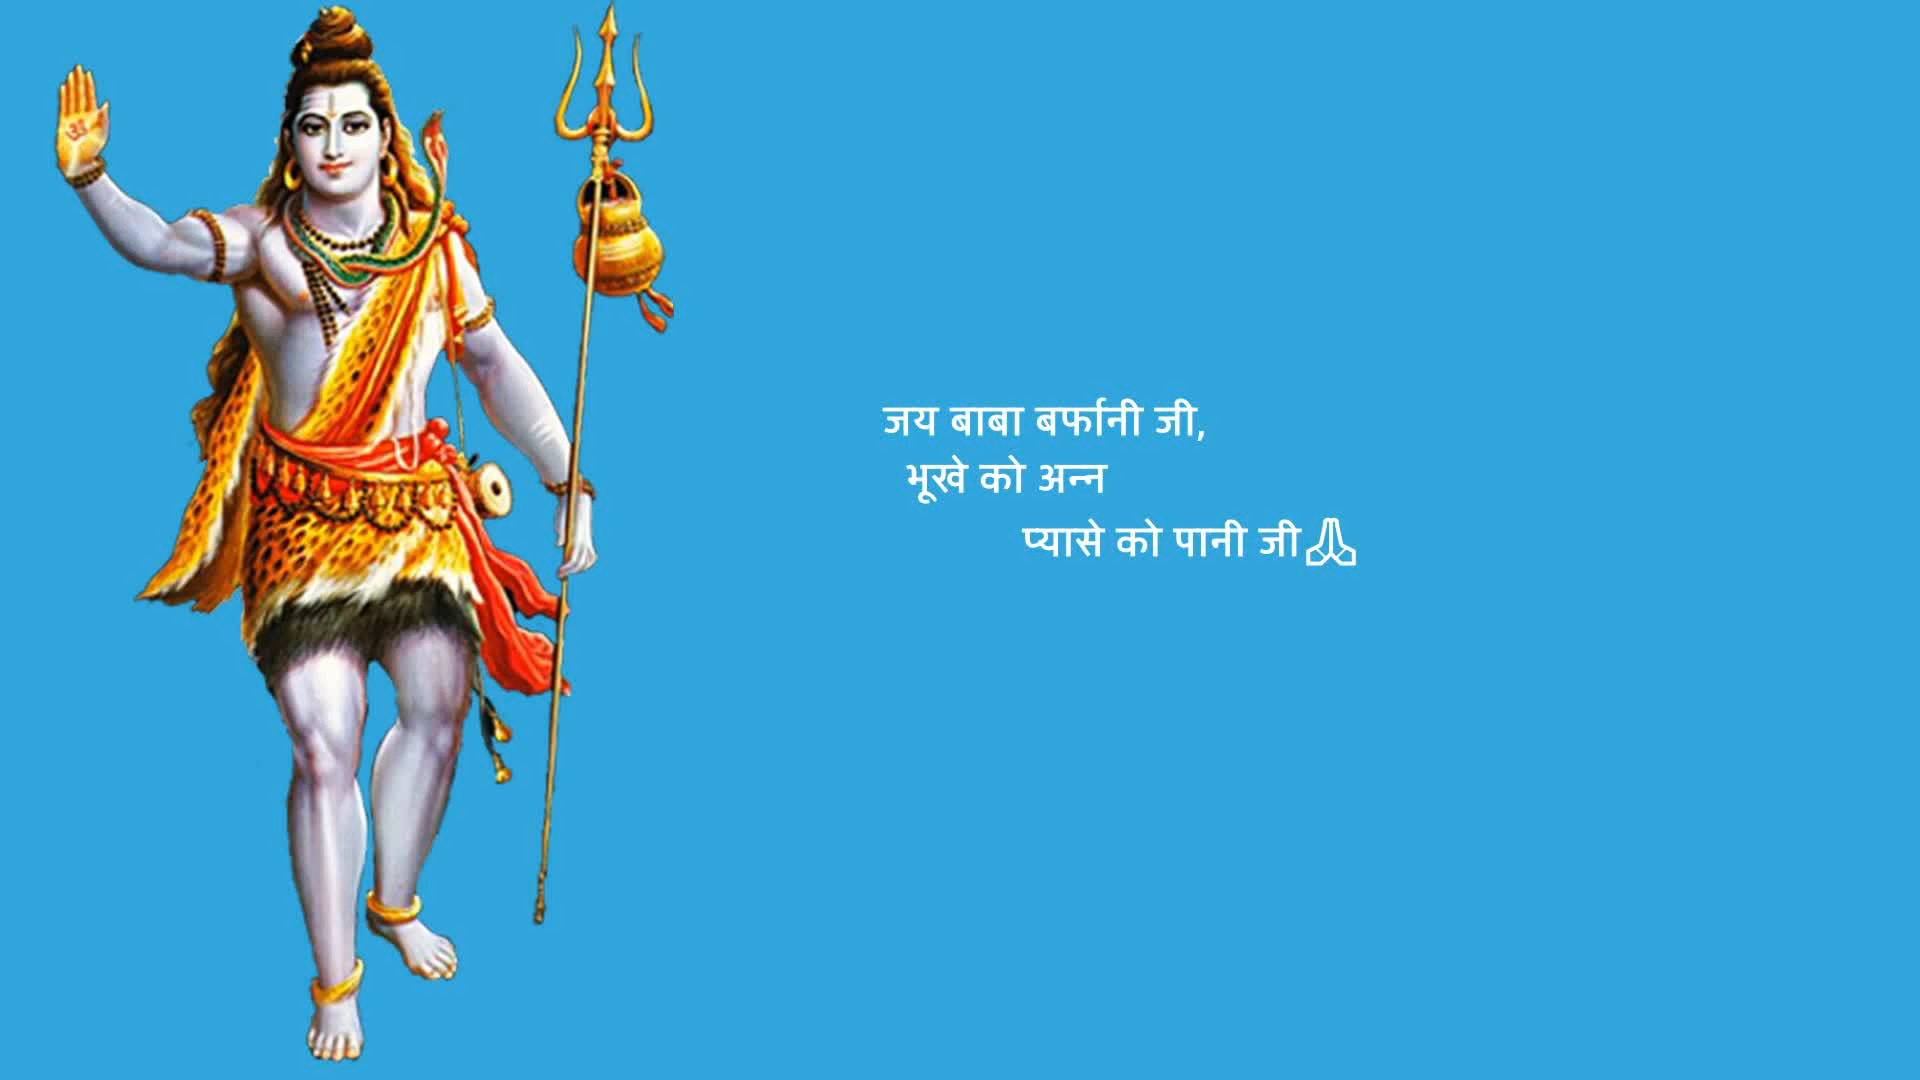 ॐ
जय बाबा बर्फानी जी,
भूखे को अन्न
प्यासे को पानी जी🙏